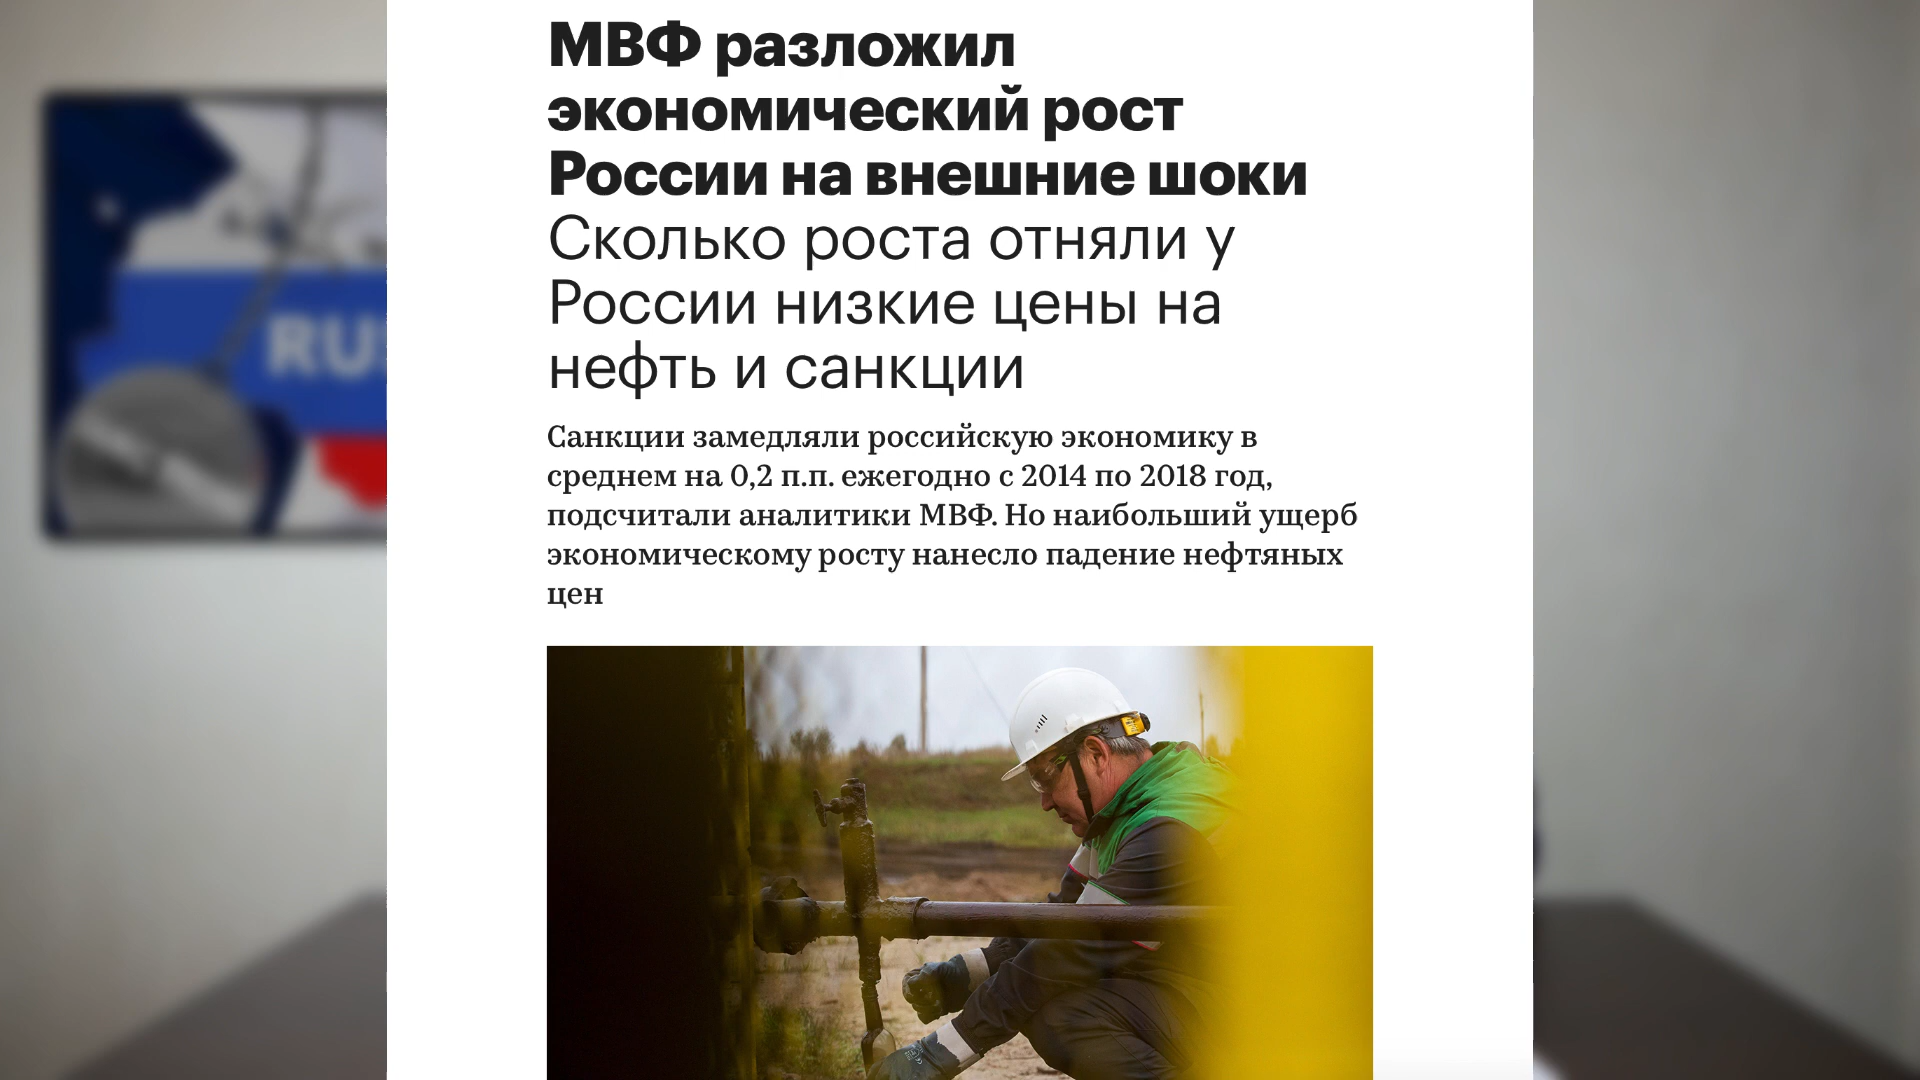 МВФ разложил
экономический рост
России на внешние шоки
Сколько роста отняли у
России низкие цены на
нефть и санкции
Санкции замедляли российскую экономику в
среднем на 0,2 п.п. ежегодно с 2014 по 2018 год,
подсчитали аналитики МВФ. Но наибольший ущерб
экономическому росту нанесло падение нефтяных
цен